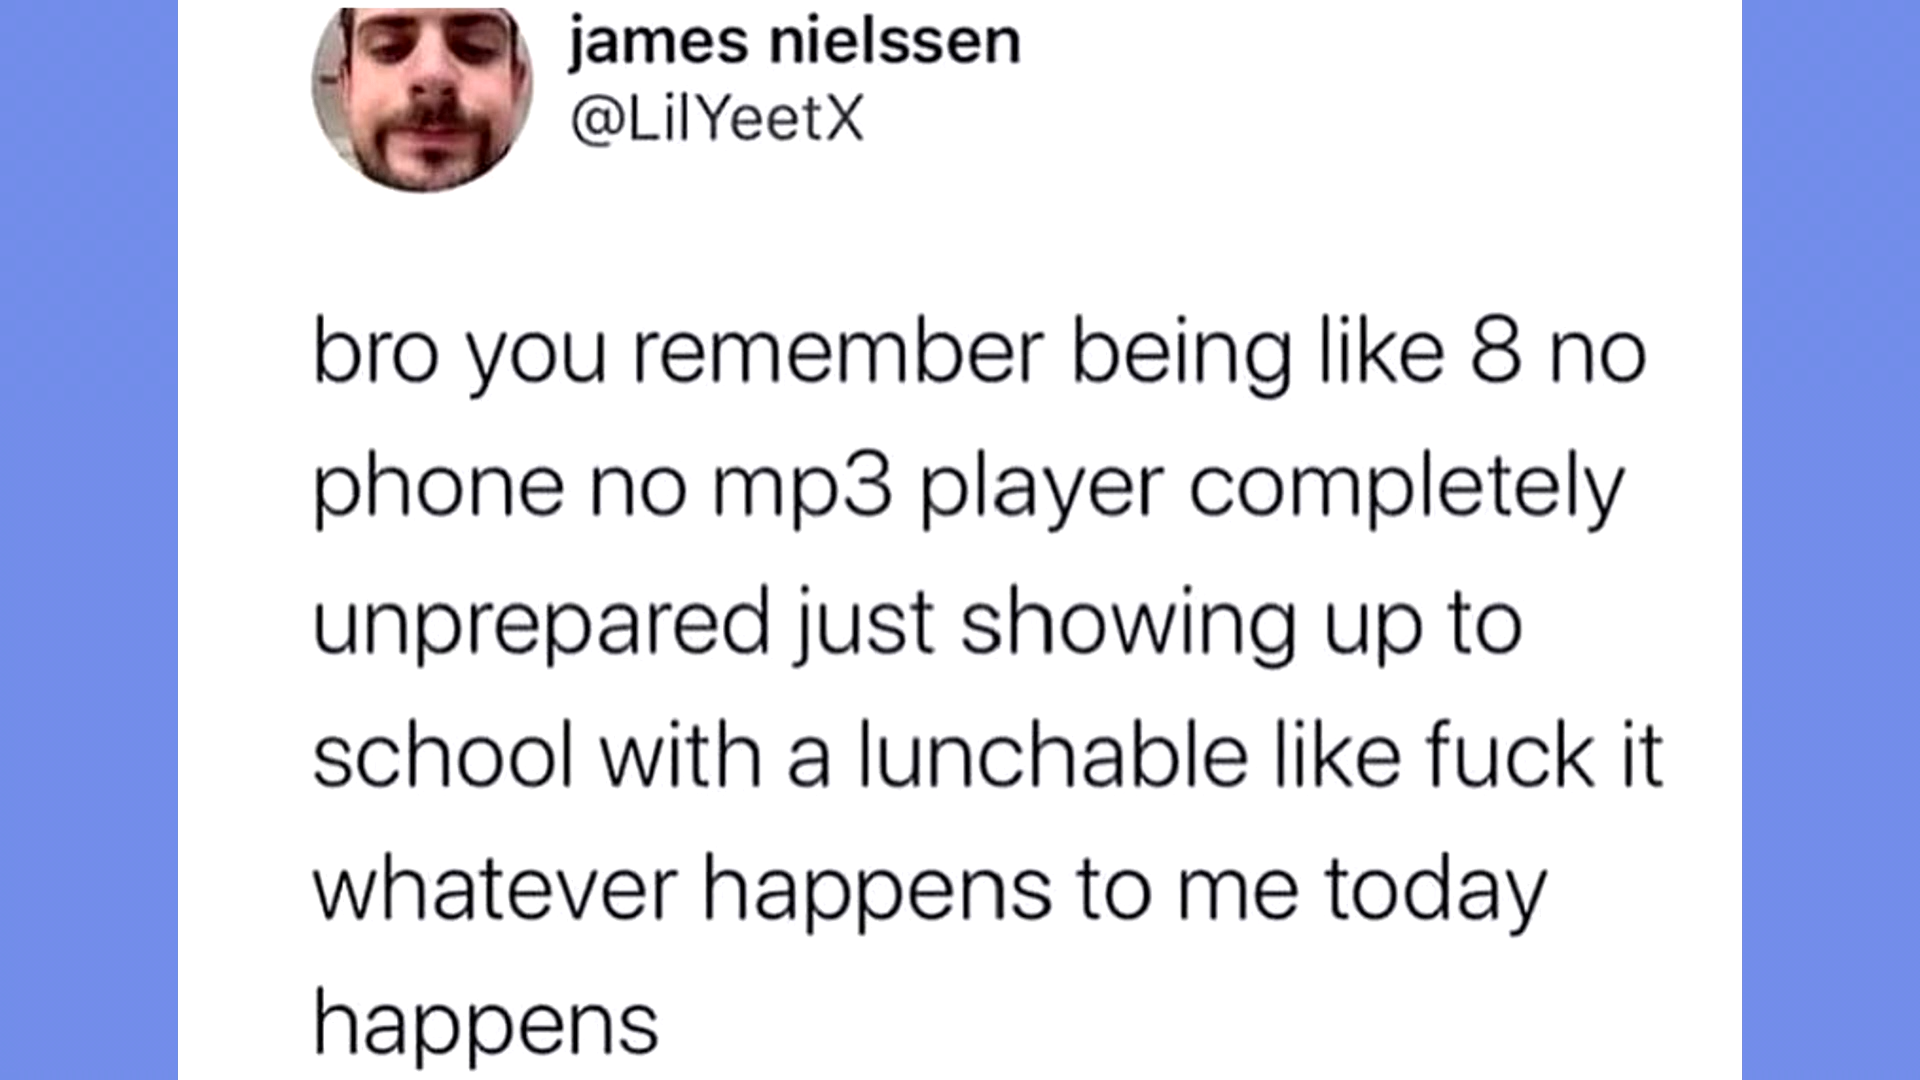 james nielssen
@LilYeetX
bro you remember being like 8 no
phone no mp3 player completely
unprepared just showing up to
school with a lunchable like fuck it
whatever happens to me today
happens